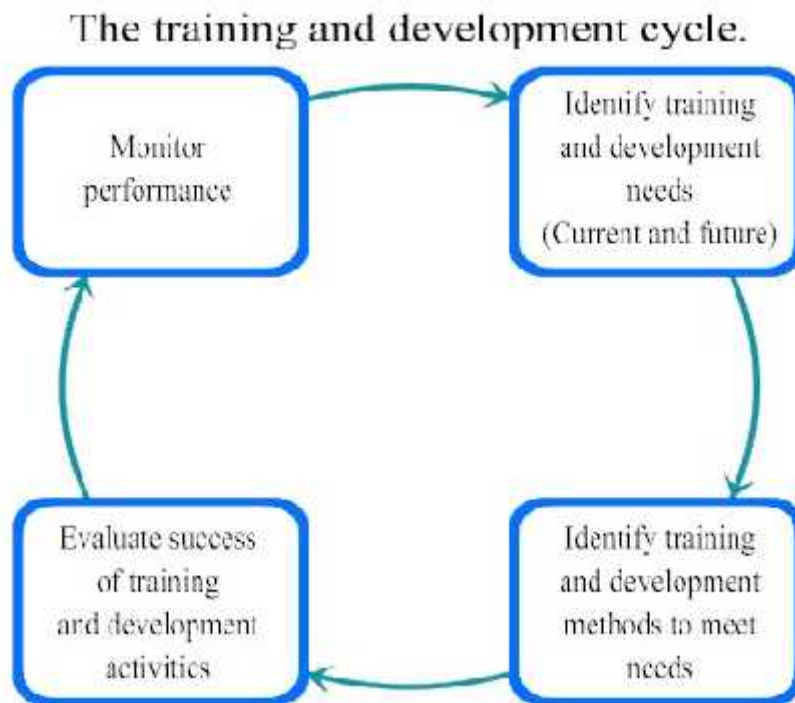 The training and development cycle.
Monitor
performance
Identify training
and development
needs
(Current and future)
Evaluate success
of training
and development
activities
Identify training
and development
methods to meet
needs